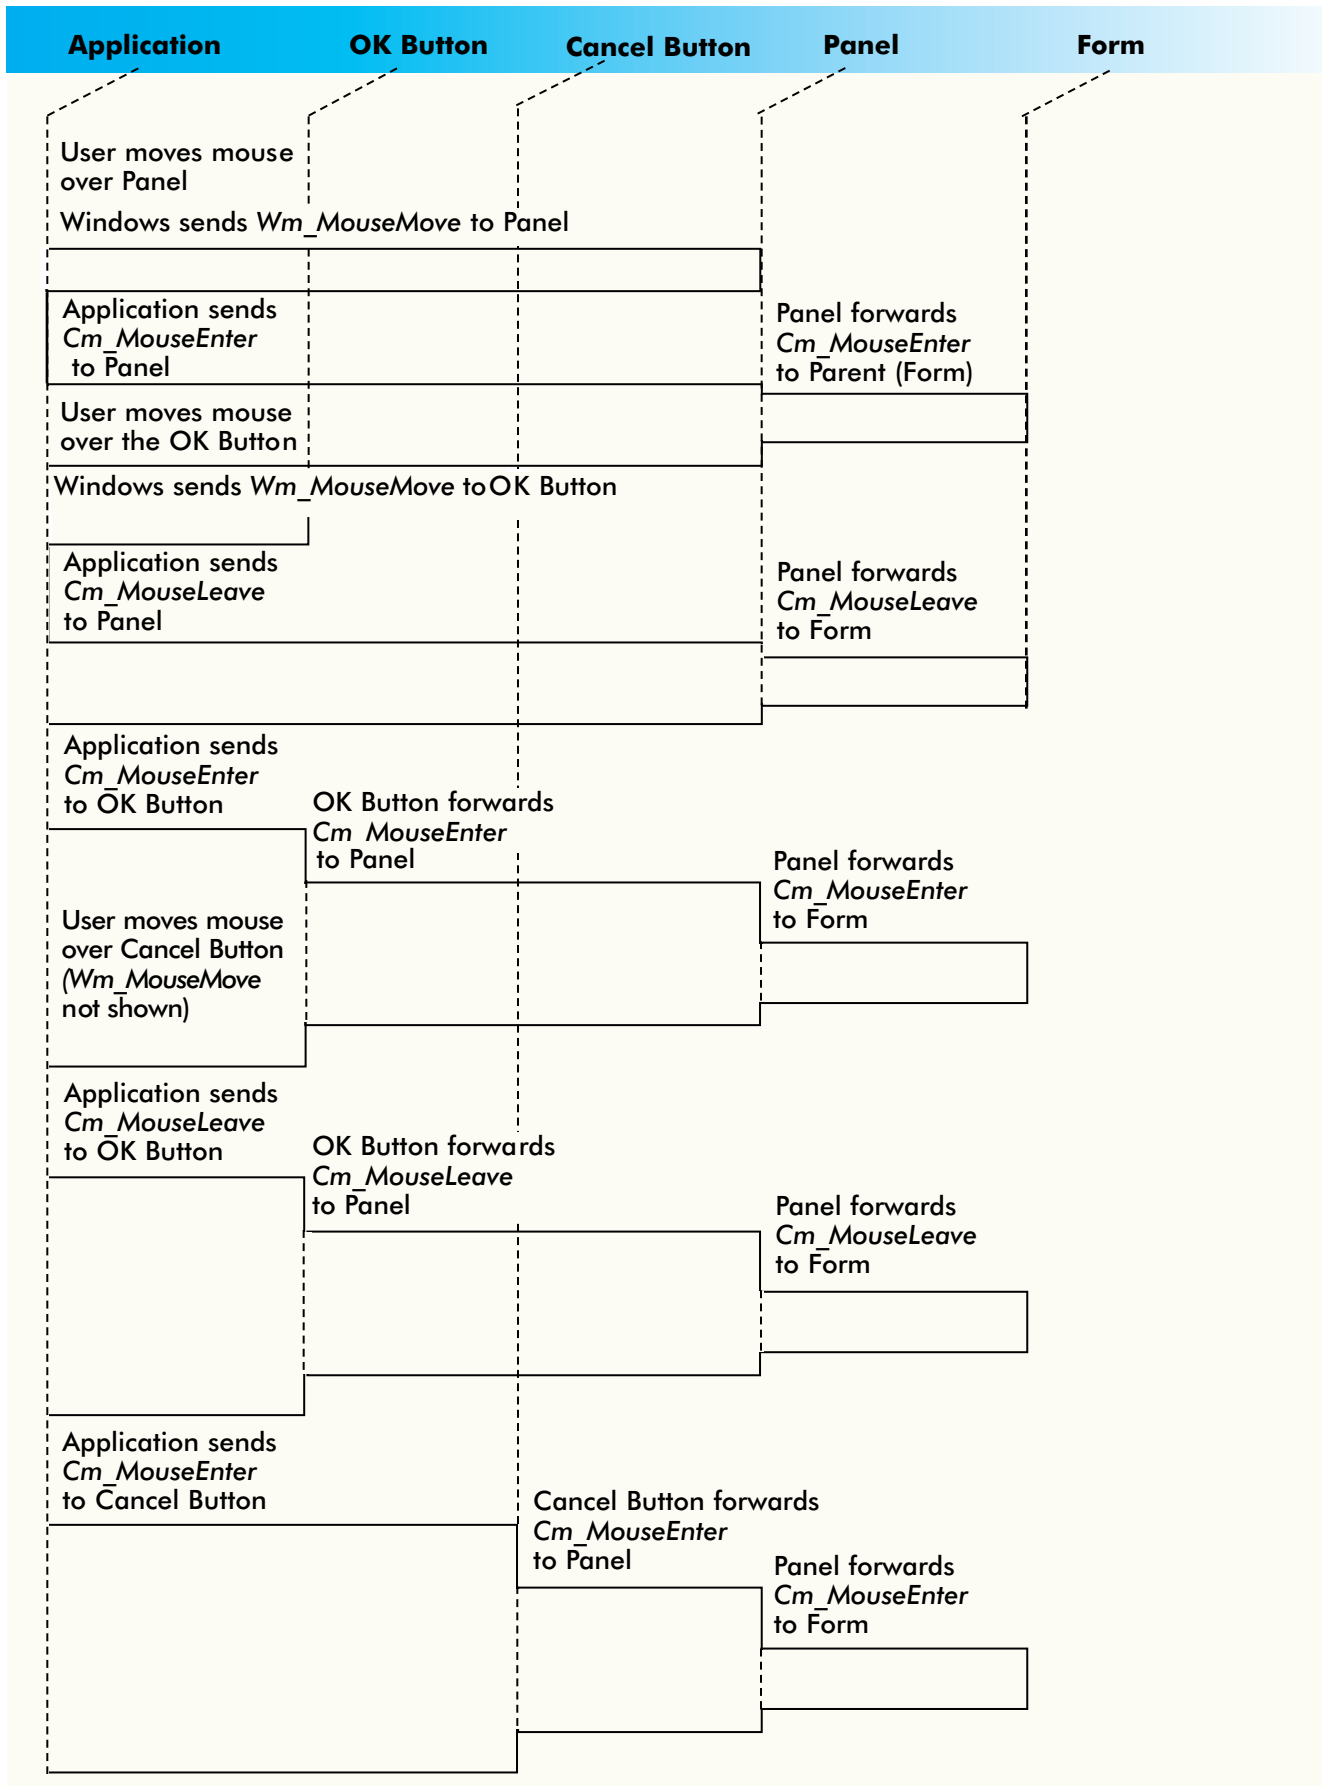 Application OK Button Cancel Button Panel Form
User moves mouse
over Panel
Windows sends Wm_MouseMove to Panel
Application sends
Cm_MouseEnter
to Panel
Panel forwards
Cm_MouseEnter
to Parent (Form)
User moves mouse
over the OK Button
Windows sends Wm_MouseMove to OK Button
Application sends
Cm_MouseLeave
to Panel
Panel forwards
Cm_MouseLeave
to Form
Application sends
Cm_MouseEnter
to OK Button
OK Button forwards
Cm_MouseEnter
to Panel
Panel forwards
Cm_MouseEnter
to Form
User moves mouse
over Cancel Button
(Wm_MouseMove
not shown)
Application sends
Cm_MouseLeave
to OK Button
OK Button forwards
Cm_MouseLeave
to Panel
Panel forwards
Cm_MouseLeave
to Form
Application sends
Cm_MouseEnter
to Cancel Button
Cancel Button forwards
Cm_MouseEnter
to Panel
Panel forwards
Cm_MouseEnter
to Form